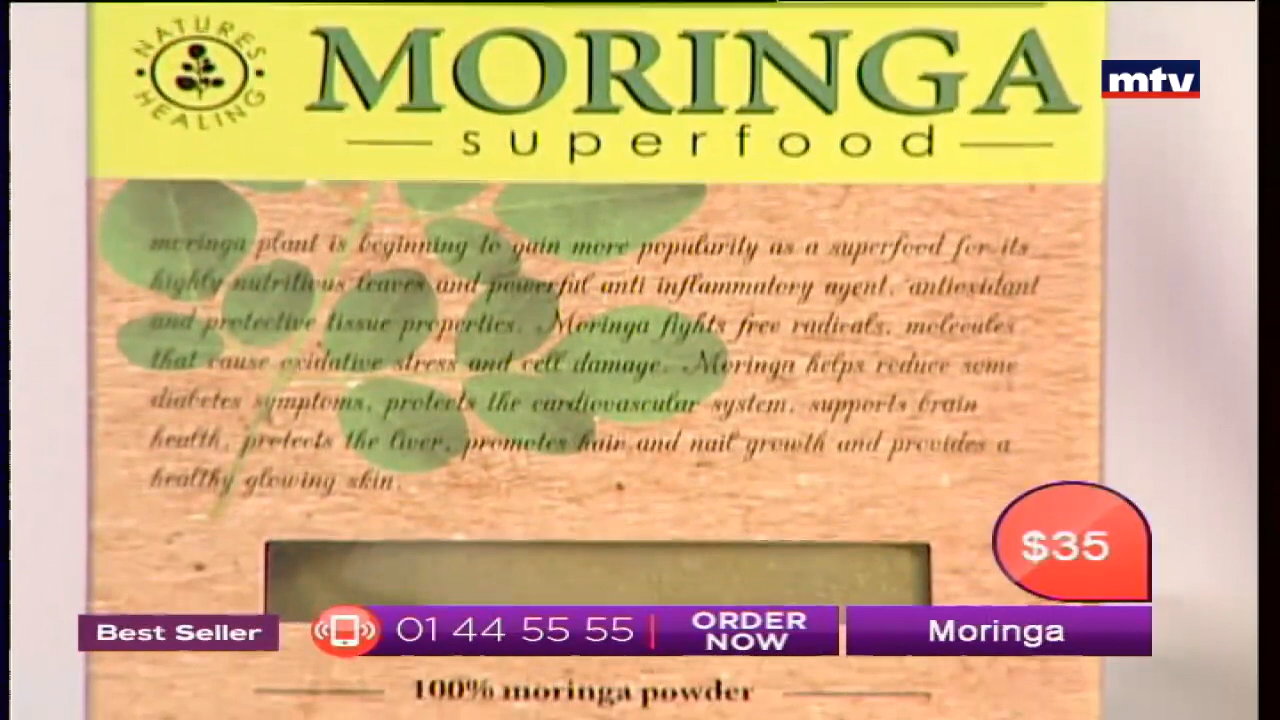 NATURES HEALING
MORINGA
mtv
superfood
moringa plant is beginning to gain more popularity as a superfood for its
highly nutritious leaves and powerful anti inflammatory agent, antioxidant
and protective tissue properties. Moringa fights free radicals, molecules
that cause oxidative stress and cell damage. Moringa helps reduce some
diabetes symptoms, protects the cardiovascular system, supports brain
health, protects the liver, promotes hair and nail growth and provides a
healthy glowing skin.
$35
Best Seller
01 44 55 55
ORDER
NOW
Moringa
100% moringa powder